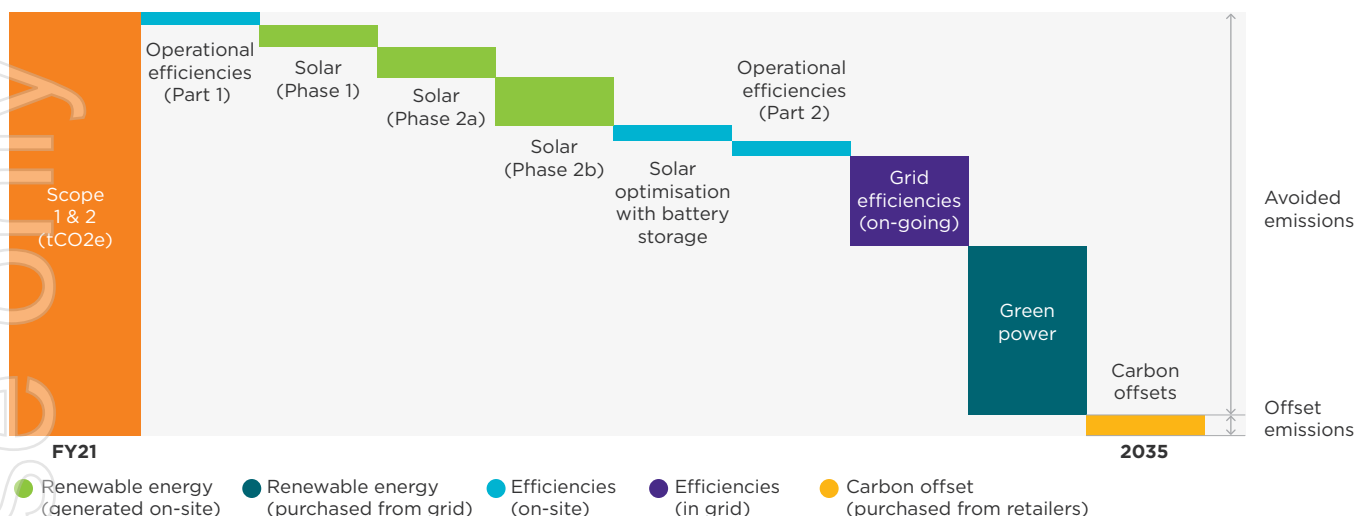 Operational
efficiencies
(Part 1)
Solar
(Phase 1)
Solar
(Phase 2a)
Solar
(Phase 2b)
Solar
optimisation
with battery
storage
Operational
efficiencies
(Part 2)
Scope
1 & 2
(tCO2e)
Grid
efficiencies
(on-going)
Green
power
Carbon
offsets
Avoided
emissions
Offset
emissions
FY21
2035
Renewable energy
(generated on-site)
Renewable energy
(purchased from grid)
Efficiencies
(on-site)
Efficiencies
(in grid)
Carbon offset
(purchased from retailers)
se only